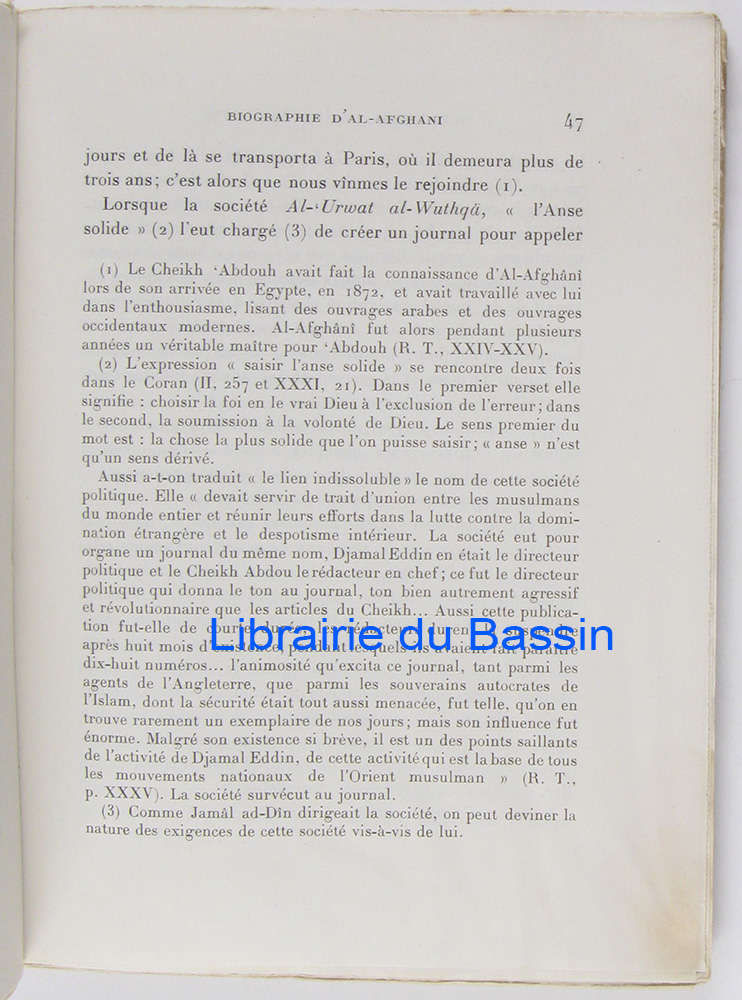 BIOGRAPHIE D'AL-AFGHANI 47
jours et de là se transporta à Paris, où il demeura plus de
trois ans; c'est alors que nous vînmes le rejoindre (1).
Lorsque la société Al-‘Urwat al-Wuthqä, « l'Anse
solide » (2) l'eut chargé (3) de créer un journal pour appeler
(1) Le Cheikh ‘Abdouh avait fait la connaissance d'Al-Afghânî
lors de son arrivée en Egypte, en 1872, et avait travaillé avec lui
dans l'enthousiasme, lisant des ouvrages arabes et des ouvrages
occidentaux modernes. Al-Afghânî fut alors pendant plusieurs
années un véritable maître pour ‘Abdouh (R. T., XXIV-XXV).
(2) L'expression « saisir l'anse solide » se rencontre deux fois
dans le Coran (II, 257 et XXXI, 21). Dans le premier verset elle
signifie : choisir la foi en le vrai Dieu à l'exclusion de l'erreur; dans
le second, la soumission à la volonté de Dieu. Le sens premier du
mot est : la chose la plus solide que l'on puisse saisir; « anse » n'est
qu'un sens dérivé.
Aussi a-t-on traduit « le lien indissoluble » le nom de cette société
politique. Elle « devait servir de trait d'union entre les musulmans
du monde entier et réunir leurs efforts dans la lutte contre la domi-
nation étrangère et le despotisme intérieur. La société eut pour
organe un journal du même nom, Djamal Eddin en était le directeur
politique et le Cheikh Abdou le rédacteur en chef; ce fut le directeur
politique qui donna le ton au journal, ton bien autrement agressif
et révolutionnaire que les articles du Cheikh... Aussi cette publica-
tion fut-elle de courte durée, les rédacteurs durent la suspendre
Librairie du Bassin
après huit mois d'existence, pendant lesquels ils avaient fait paraître
dix-huit numéros... l'animosité qu'excita ce journal, tant parmi les
agents de l'Angleterre, que parmi les souverains autocrates de
l'Islam, dont la sécurité était tout aussi menacée, fut telle, qu'on en
trouve rarement un exemplaire de nos jours; mais son influence fut
énorme. Malgré son existence si brève, il est un des points saillants
de l'activité de Djamal Eddin, de cette activité qui est la base de tous
les mouvements nationaux de l'Orient musulman » (R. T.,
p. XXXV). La société survécut au journal.
(3) Comme Jamâl ad-Dîn dirigeait la société, on peut deviner la
nature des exigences de cette société vis-à-vis de lui.